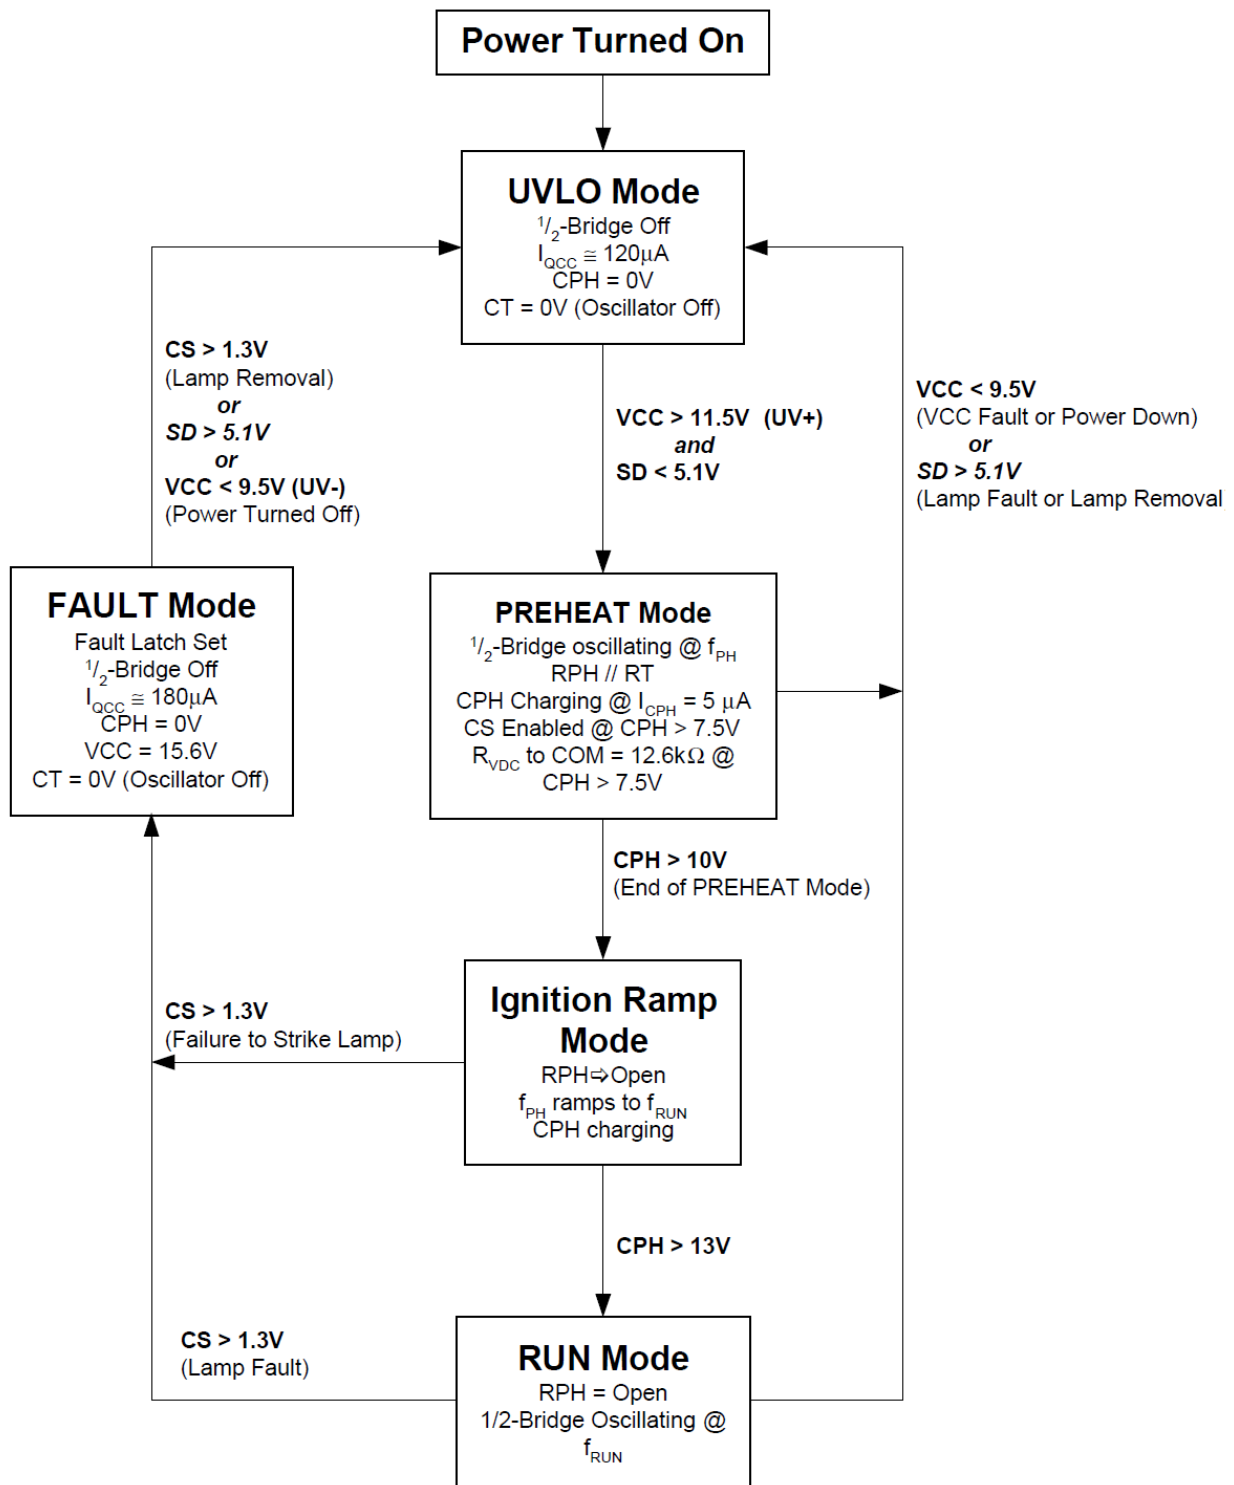 Power Turned On
UVLO Mode
1/2-Bridge Off
IQCC ≅ 120μA
CPH = 0V
CT = 0V (Oscillator Off)
CS > 1.3V
(Lamp Removal)
or
SD > 5.1V
or
VCC < 9.5V (UV-)
(Power Turned Off)
VCC > 11.5V (UV+)
and
SD < 5.1V
VCC < 9.5V
(VCC Fault or Power Down)
or
SD > 5.1V
(Lamp Fault or Lamp Removal
FAULT Mode
Fault Latch Set
1/2-Bridge Off
IQCC ≅ 180μA
CPH = 0V
VCC = 15.6V
CT = 0V (Oscillator Off)
PREHEAT Mode
1/2-Bridge oscillating @ fPH
RPH // RT
CPH Charging @ ICPH = 5 μA
CS Enabled @ CPH > 7.5V
RVDC to COM = 12.6kΩ @
CPH > 7.5V
CPH > 10V
(End of PREHEAT Mode)
CS > 1.3V
(Failure to Strike Lamp)
Ignition Ramp
Mode
RPH⇨Open
fPH ramps to fRUN
CPH charging
CPH > 13V
CS > 1.3V
(Lamp Fault)
RUN Mode
RPH = Open
1/2-Bridge Oscillating @
fRUN